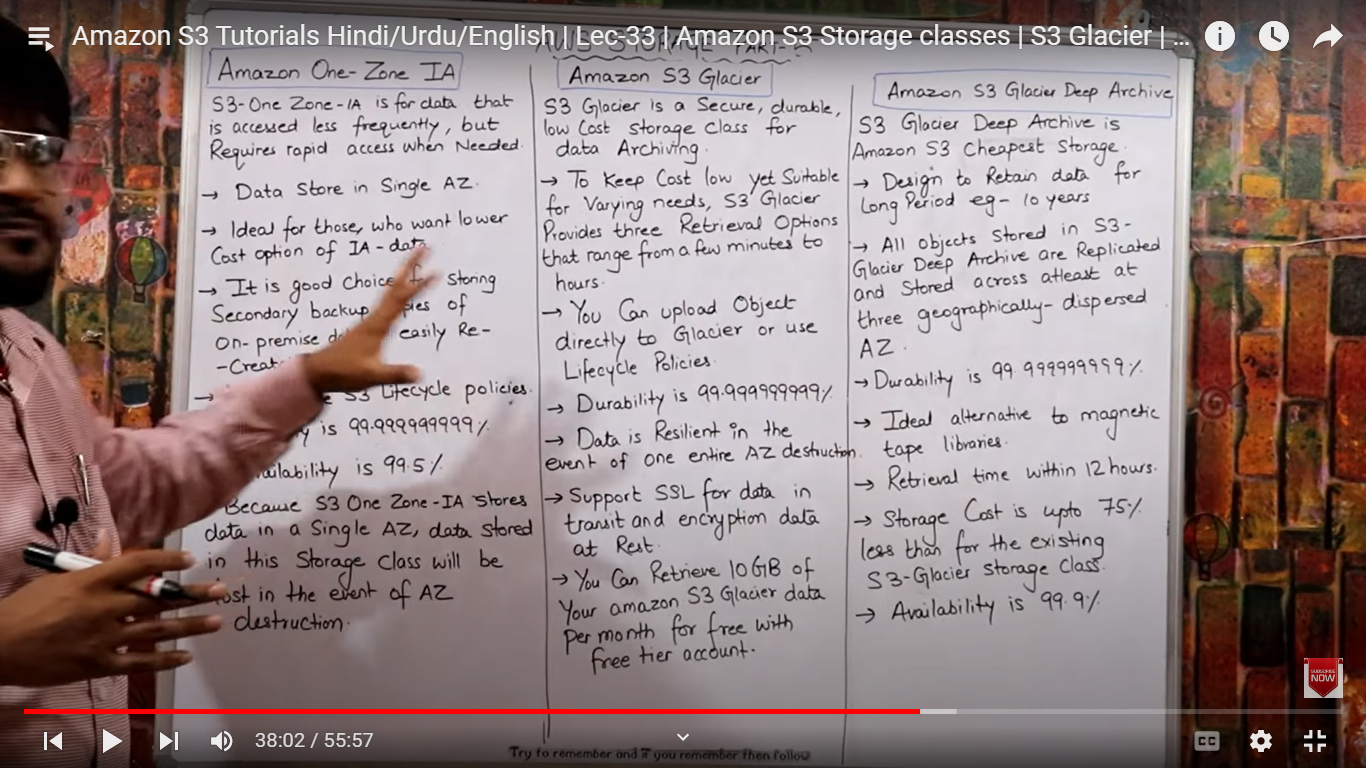 Amazon S3 Tutorials Hindi/Urdu/English | Lec-33 | Amazon S3 Storage classes | S3 Glacier | ...
Amazon One-Zone IA
S3-One Zone-IA is for data that
is accessed less frequently, but
Requires rapid access when Needed.
→ Data Store in Single AZ.
→ Ideal for those, who want lower
Cost option of IA-data
→ It is good Choice storing
Secondary backup of
on-premise easily Re-
S3 Lifecycle policies.
is 99.999999999%
is 99.5%
Because S3 One Zone-IA Stores
data in a Single AZ, data stored
in this Storage Class will be
lost in the event of AZ
destruction.
Amazon S3 Glacier
S3 Glacier is a Secure, durable,
low Cost storage class for
data Archiving.
→ To Keep Cost low yet Suitable
for Varying needs, S3 Glacier
Provides three Retrieval Options
that range from a few minutes to
hours.
→ You Can upload Object
directly to Glacier or use
Lifecycle Policies.
→ Durability is 99.999999999%
→ Data is Resilient in the
event of one entire AZ destruction.
→ Support SSL for data in
transit and encryption data
at Rest.
→ You Can Retrieve 10GB of
Your amazon S3 Glacier data
Per month for free with
free tier account.
Amazon S3 Glacier Deep Archive
S3 Glacier Deep Archive is
Amazon S3 Cheapest Storage.
→ Design to Retain data for
Long Period eg- 10 years
→ All objects Stored in S3-
Glacier Deep Archive are Replicated
and Stored across atleast at
three geographically-dispersed
AZ.
→ Durability is 99.999999999%
→ Ideal alternative to magnetic
tape libraries.
→ Retrieval time within 12 hours.
→ Storage Cost is upto 75%
less than for the existing
S3-Glacier storage class.
→ Availability is 99.9%
Try to remember and if you remember then follow
SUBSCRIBE
NOW
38:02 / 55:57
CC